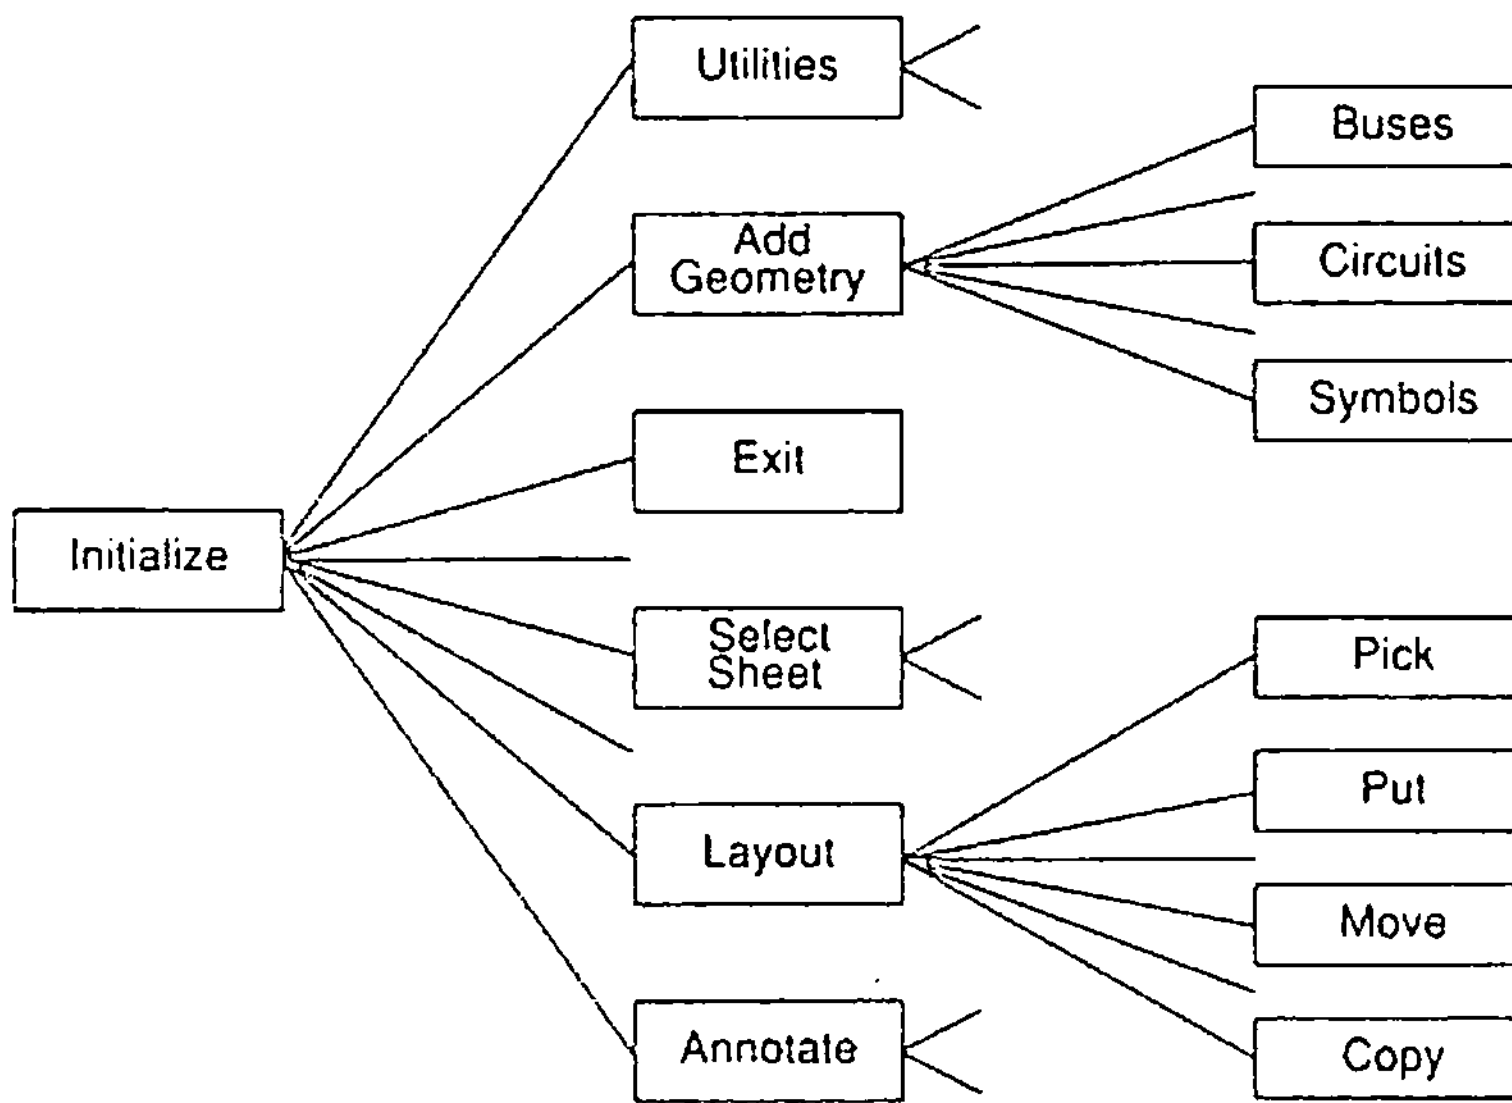 Utilities
Buses
Add
Geometry
Circuits
Symbols
Exit
Initialize
Select
Sheet
Pick
Put
Layout
Move
Annotate
Copy